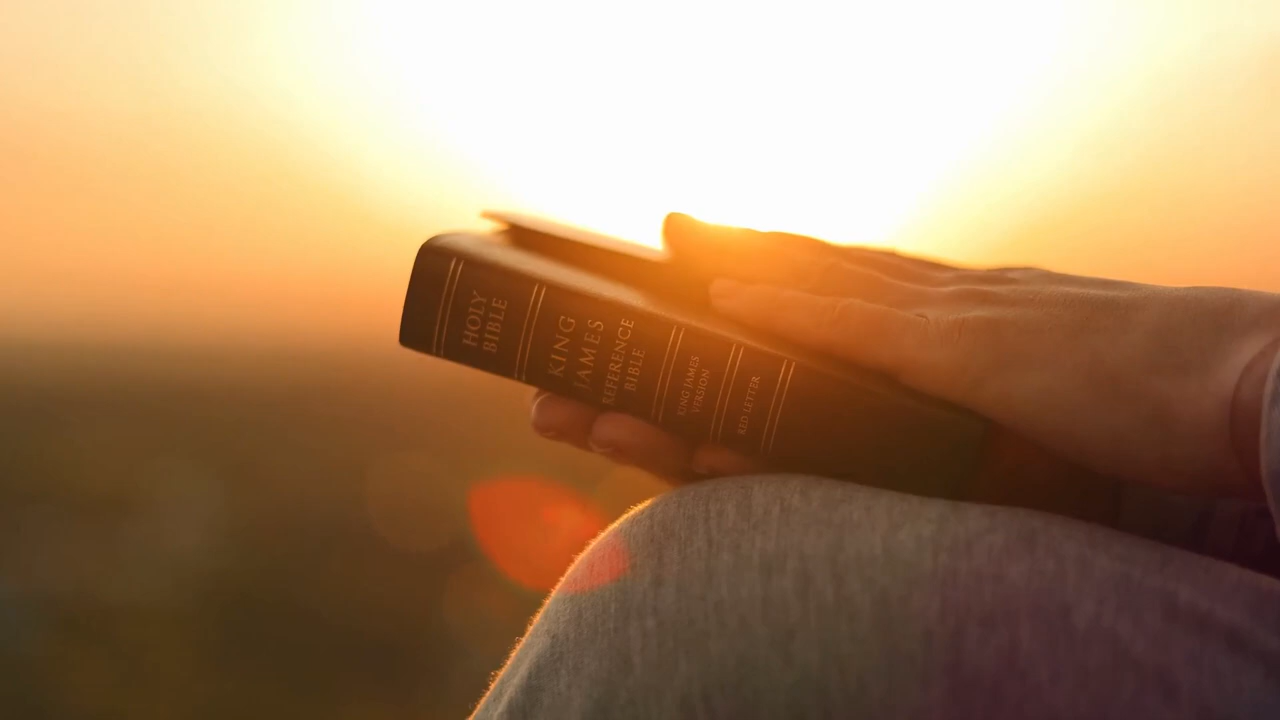 HOLY
BIBLE
KING
JAMES
REFERENCE
BIBLE
KING JAMES
VERSION
RED LETTER